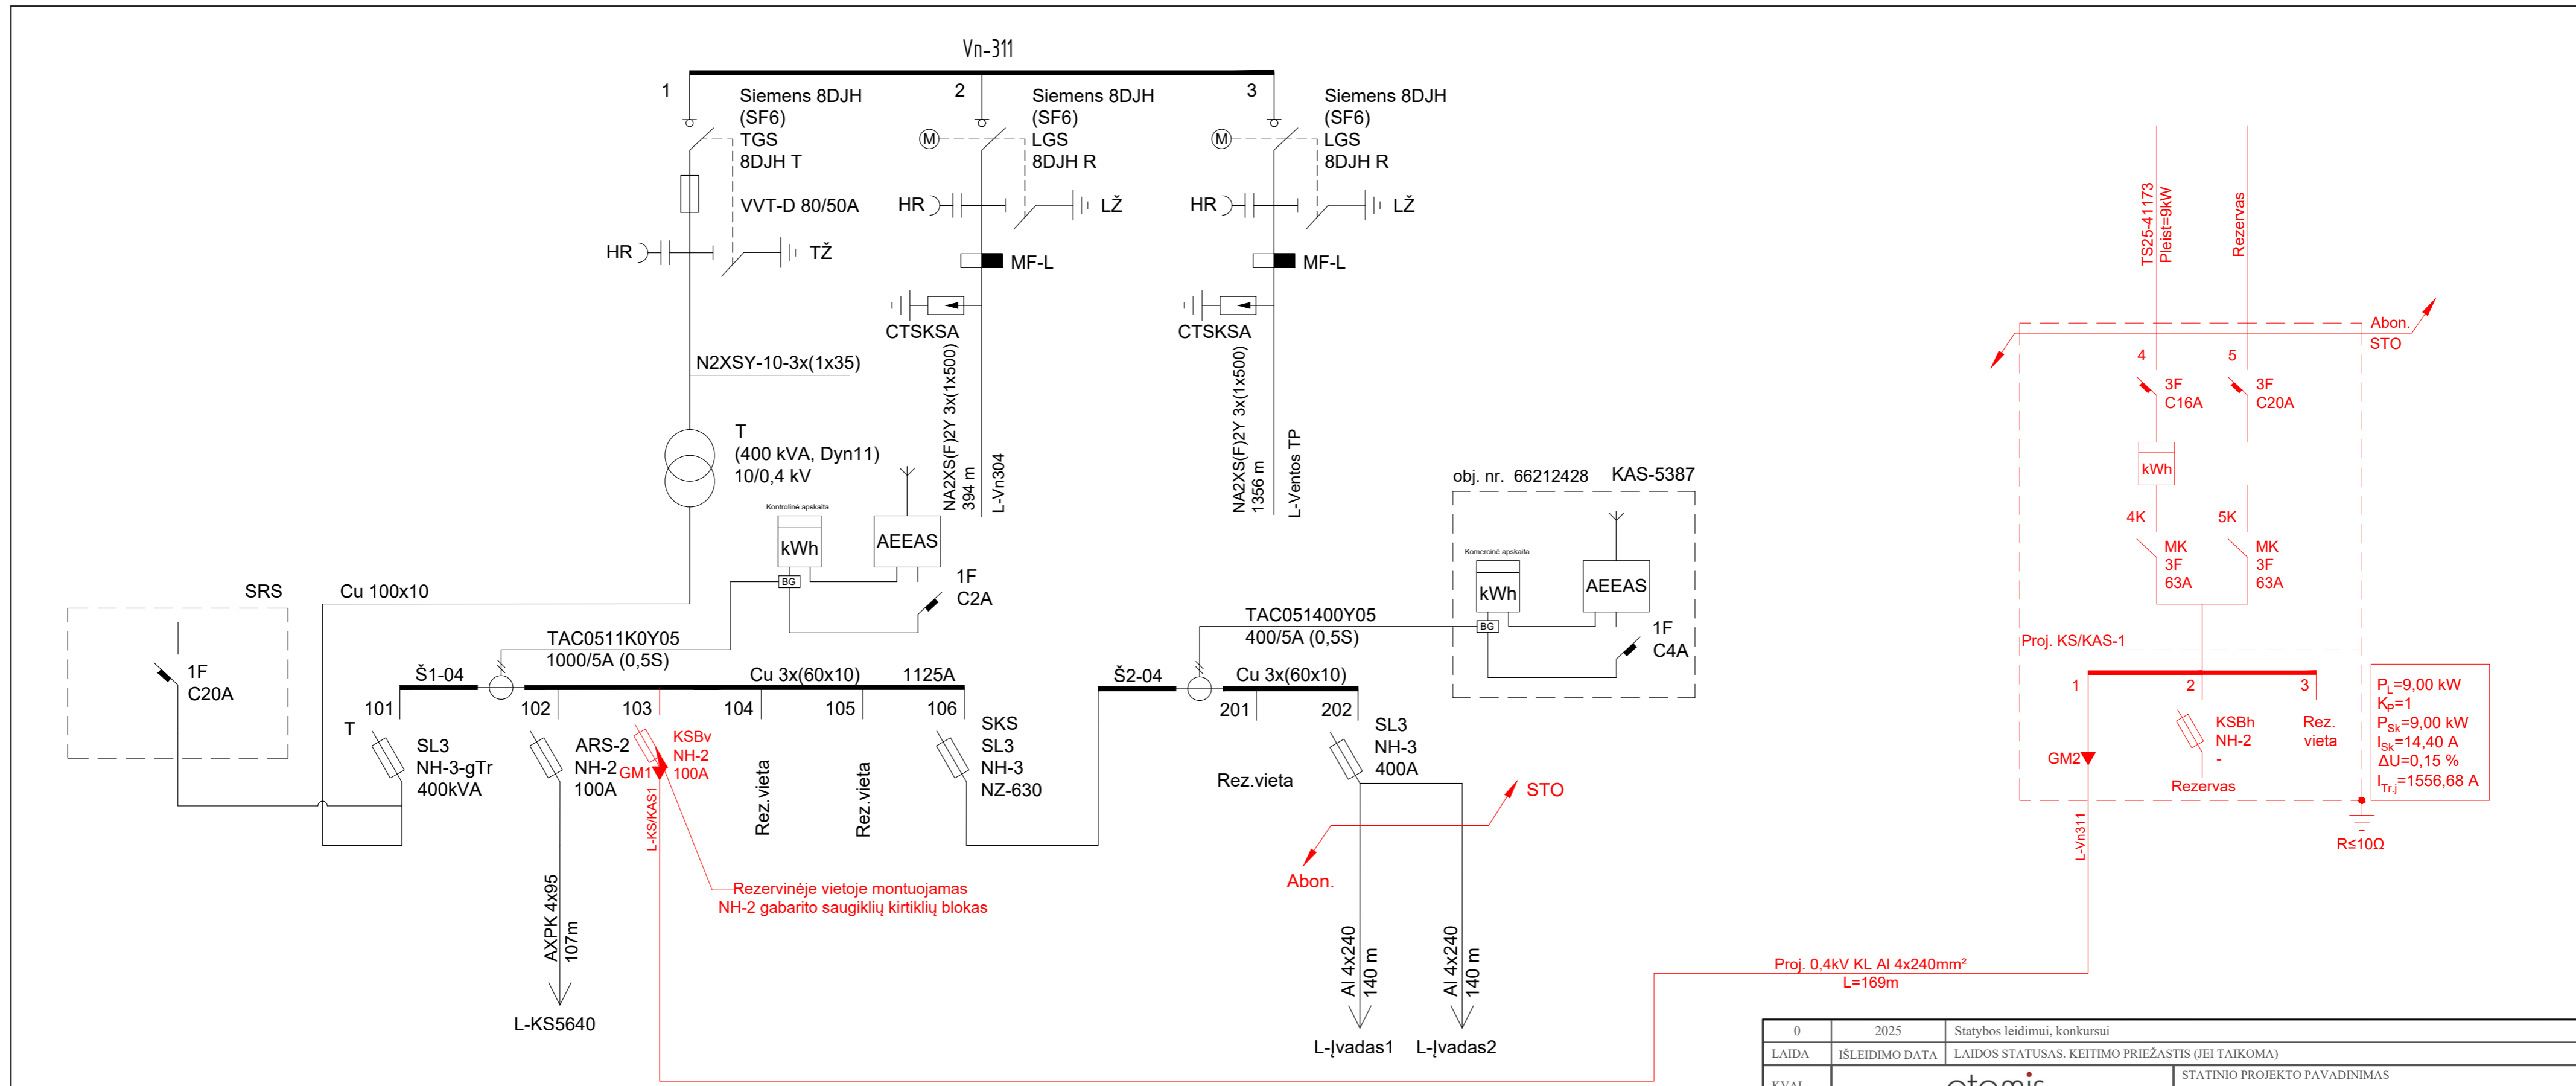 Vn-311
1
Siemens 8DJH
(SF6)
TGS
8DJH T
VVT-D 80/50A
HR
TŽ
N2XSY-10-3x(1x35)
T
(400 kVA, Dyn11)
10/0,4 kV
2
Siemens 8DJH
(SF6)
LGS
8DJH R
M
HR
LŽ
MF-L
CTSKSA
NA2XS(F)2Y 3x(1x500)
394 m
L-Vn304
3
Siemens 8DJH
(SF6)
LGS
8DJH R
M
HR
LŽ
MF-L
CTSKSA
NA2XS(F)2Y 3x(1x500)
1356 m
L-Ventos TP
Kontrolinė apskaita
kWh
AEEAS
BG
1F
C2A
SRS
1F
C20A
Cu 100x10
TAC0511K0Y05
1000/5A (0,5S)
Š1-04
Cu 3x(60x10)
1125A
101
T
SL3
NH-3-gTr
400kVA
102
ARS-2
NH-2
100A
AXPK 4x95
107m
L-KS5640
103
KSBv
NH-2
100A
GM1
L-KS/KAS1
Rezervinėje vietoje montuojamas
NH-2 gabarito saugiklių kirtiklių blokas
104
Rez.vieta
105
Rez.vieta
106
SKS
SL3
NH-3
NZ-630
obj. nr. 66212428 KAS-5387
Komercinė apskaita
kWh
AEEAS
BG
1F
C4A
TAC051400Y05
400/5A (0,5S)
Š2-04
Cu 3x(60x10)
201
Rez.vieta
202
SL3
NH-3
400A
STO
Abon.
Al 4x240
140 m
L-Įvadas1
Al 4x240
140 m
L-Įvadas2
TS25-41173
Pleist=9kW
Rezervas
Abon.
STO
4
3F
C16A
5
3F
C20A
kWh
4K
MK
3F
63A
5K
MK
3F
63A
Proj. KS/KAS-1
1
2
3
KSBh
NH-2
-
Rezervas
Rez.
vieta
GM2
L-Vn311
PL=9,00 kW
KP=1
PSk=9,00 kW
ISk=14,40 A
ΔU=0,15 %
ITr.j=1556,68 A
R≤10Ω
Proj. 0,4kV KL Al 4x240mm²
L=169m
0 2025 Statybos leidimui, konkursui
LAIDA IŠLEIDIMO DATA LAIDOS STATUSAS. KEITIMO PRIEŽASTIS (JEI TAIKOMA)
STATINIO PROJEKTO PAVADINIMAS